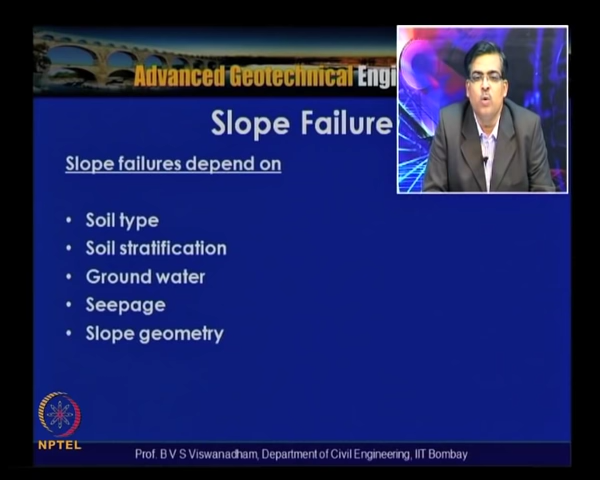 Advanced Geotechnical Engi
Slope Failure
Slope failures depend on
• Soil type
• Soil stratification
• Ground water
• Seepage
• Slope geometry
NPTEL
Prof. B V S Viswanadham, Department of Civil Engineering, IIT Bombay